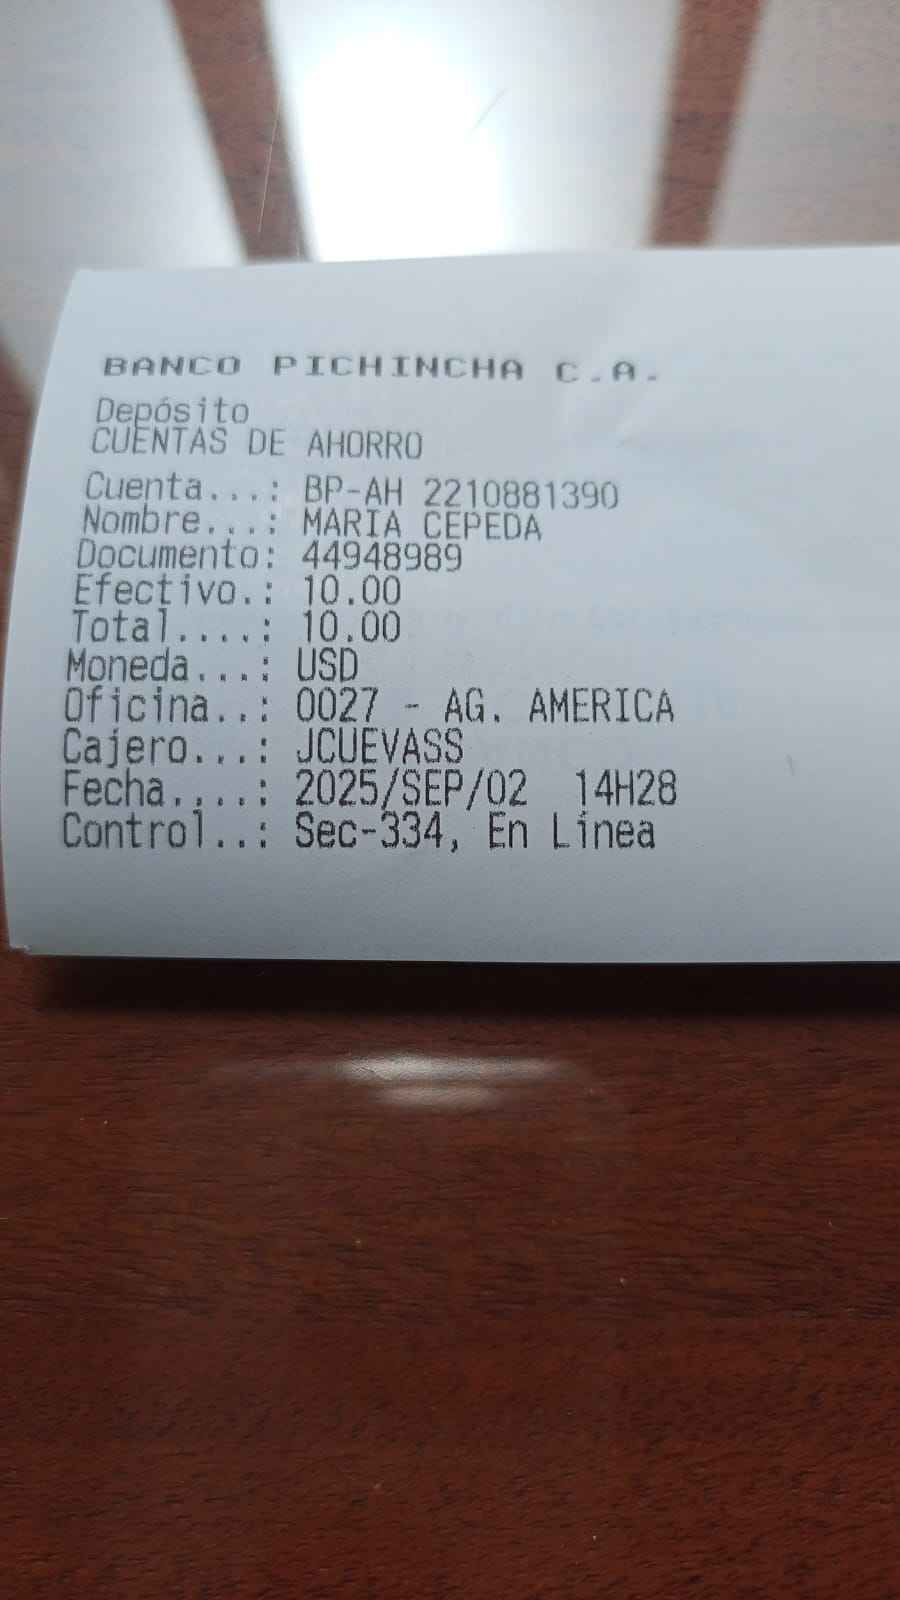 BANCO PICHINCHA C.A.
Depósito
CUENTAS DE AHORRO
Cuenta...: BP-AH 2210881390
Nombre...: MARIA CEPEDA
Documento: 44948989
Efectivo.: 10.00
Total....: 10.00
Moneda...: USD
Oficina..: 0027 - AG. AMERICA
Cajero...: JCUEVASS
Fecha....: 2025/SEP/02 14H28
Control..: Sec-334, En Línea